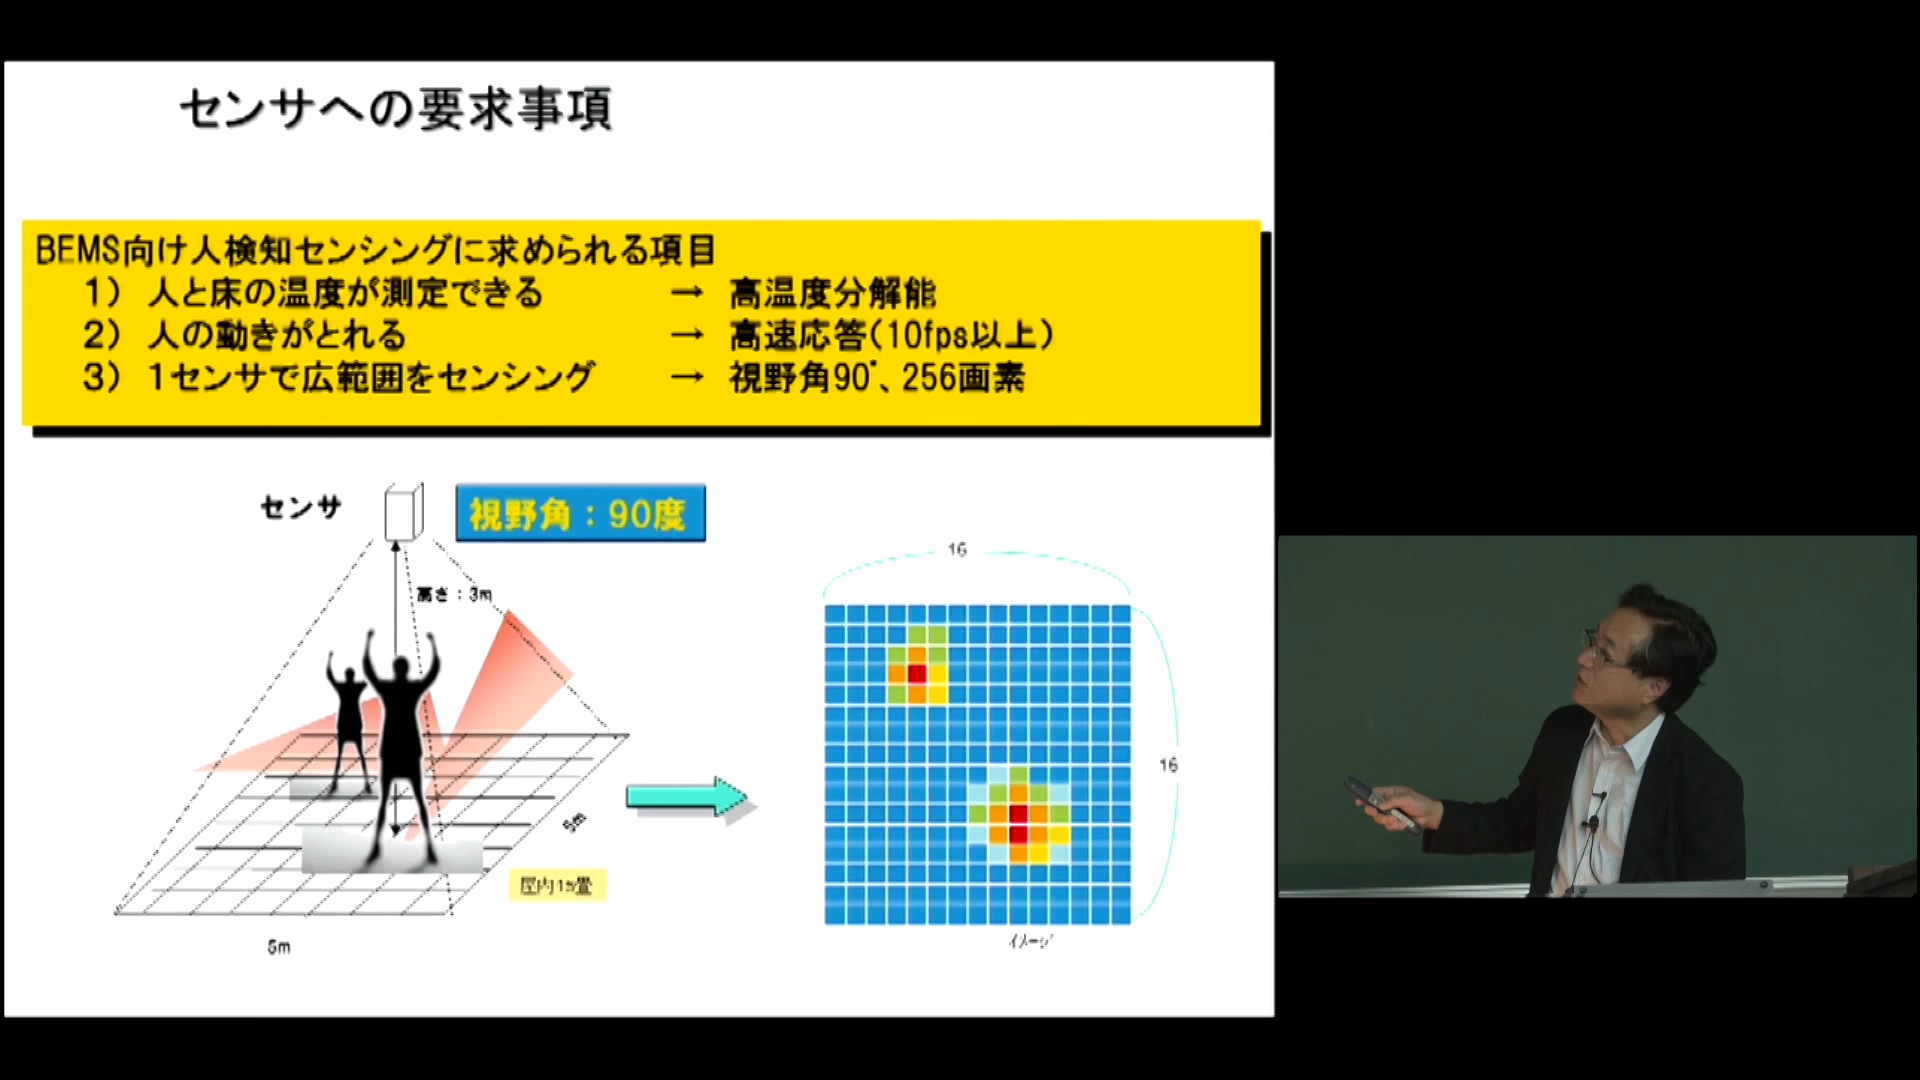 センサへの要求事項
BEMS向け人検知センシングに求められる項目
１） 人と床の温度が測定できる → 高温度分解能
２） 人の動きがとれる → 高速応答(10fps以上)
３） 1センサで広範囲をセンシング → 視野角90°、256画素
センサ
視野角：90度
高さ：3m
16
16
5m
屋内15畳
5m
イメージ